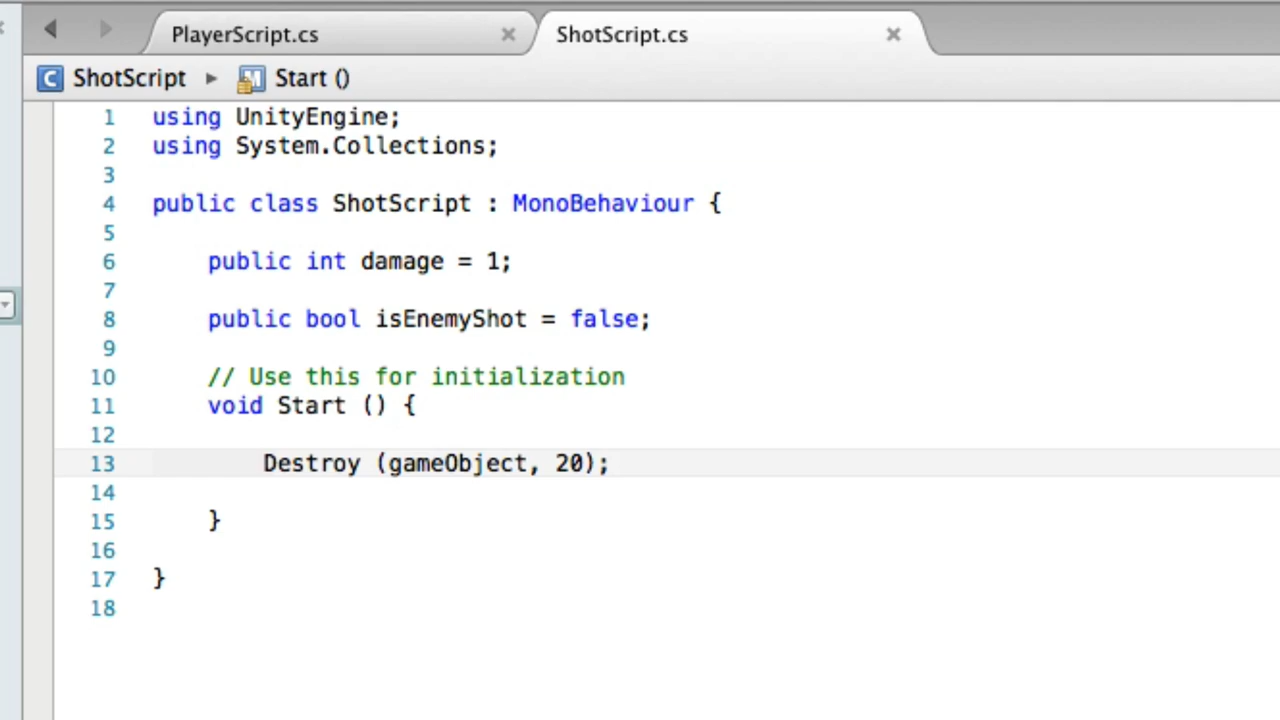 PlayerScript.cs
ShotScript.cs
ShotScript
Start ()
1 using UnityEngine;
2 using System.Collections;
3
4 public class ShotScript : MonoBehaviour {
5
6 public int damage = 1;
7
8 public bool isEnemyShot = false;
9
10 // Use this for initialization
11 void Start () {
12
13 Destroy (gameObject, 20);
14
15 }
16
17 }
18